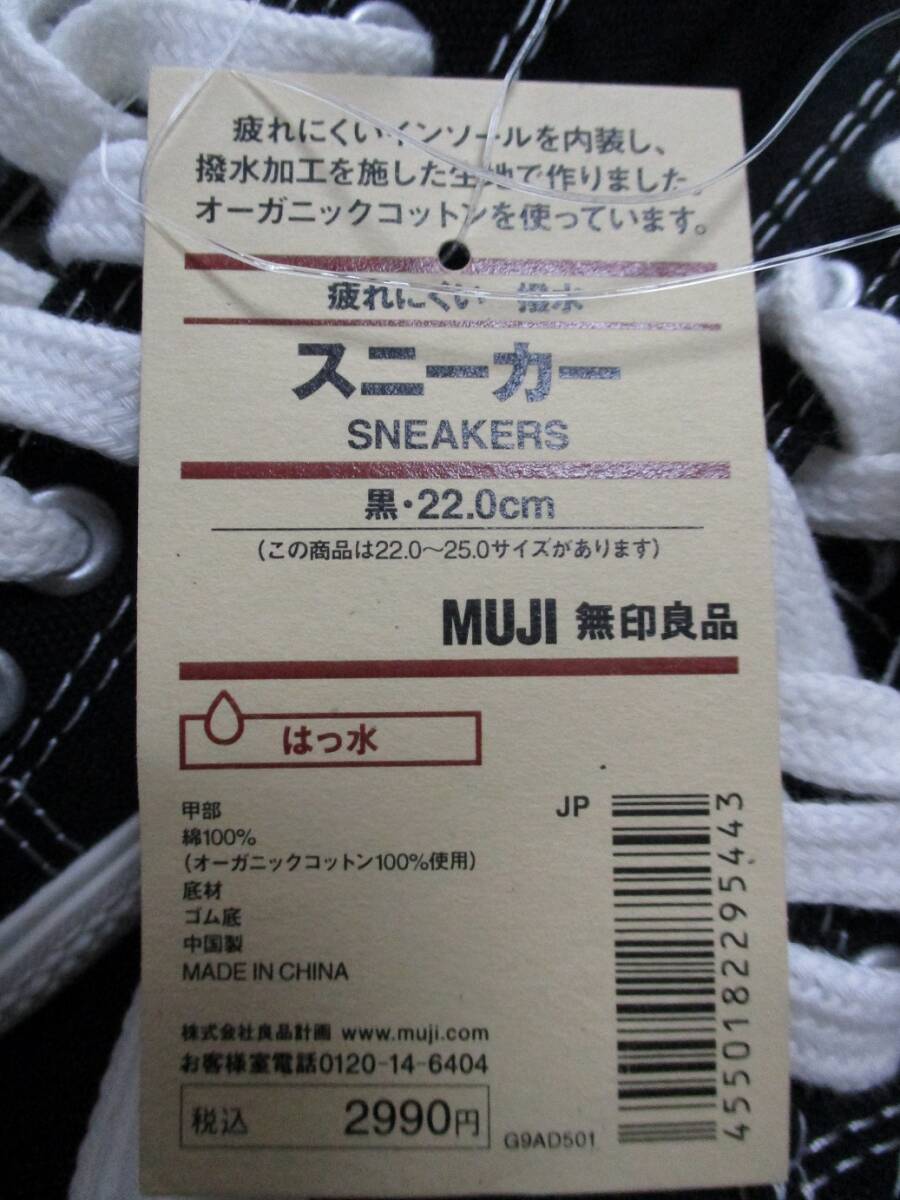 疲れにくいインソールを内装し、
撥水加工を施した生地で作りました。
オーガニックコットンを使っています。
疲れにくい 撥水
スニーカー
SNEAKERS
黒・22.0cm
（この商品は22.0〜25.0サイズがあります）
MUJI 無印良品
はっ水
甲部
綿100%
（オーガニックコットン100%使用）
底材
ゴム底
中国製
MADE IN CHINA
株式会社良品計画 www.muji.com
お客様室電話0120-14-6404
税込 2990円
G9AD501
JP
4550182295443